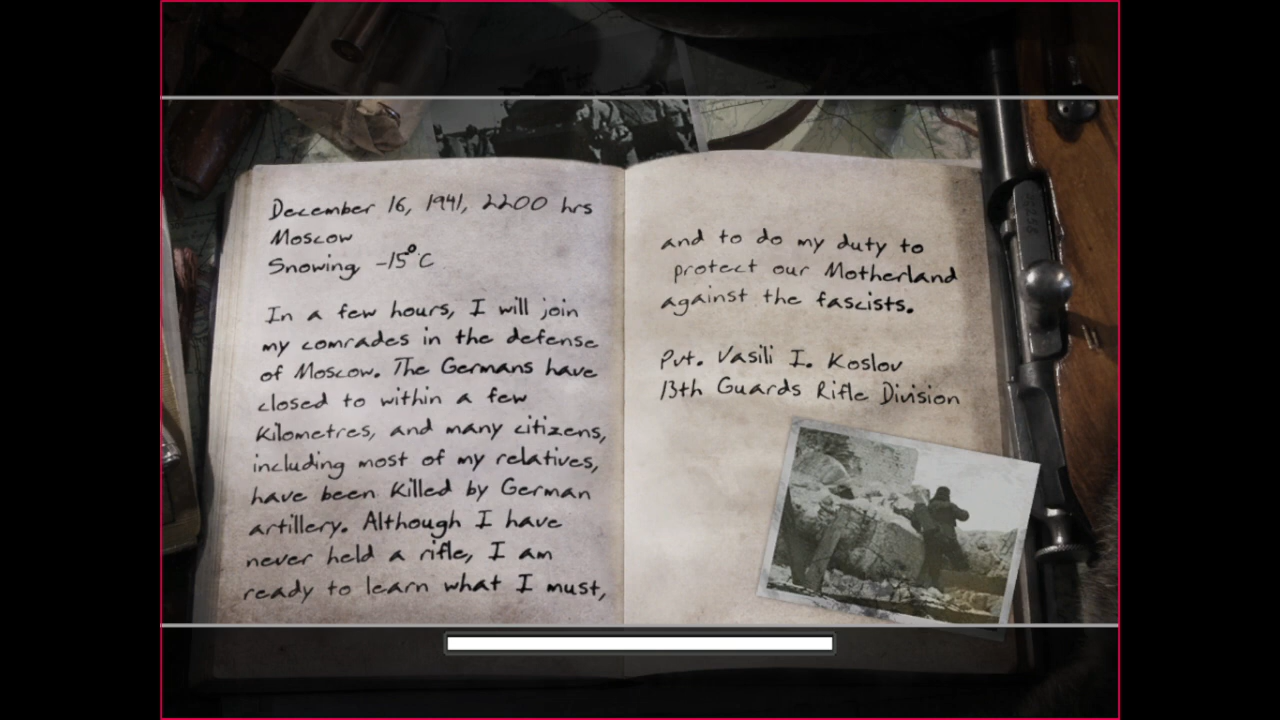 December 16, 1941, 2200 hrs
Moscow
Snowing, -15°C
In a few hours, I will join
my comrades in the defense
of Moscow. The Germans have
closed to within a few
kilometres, and many citizens,
including most of my relatives,
have been killed by German
artillery. Although I have
never held a rifle, I am
ready to learn what I must,
and to do my duty to
protect our Motherland
against the fascists.
Pvt. Vasili I. Koslov
13th Guards Rifle Division